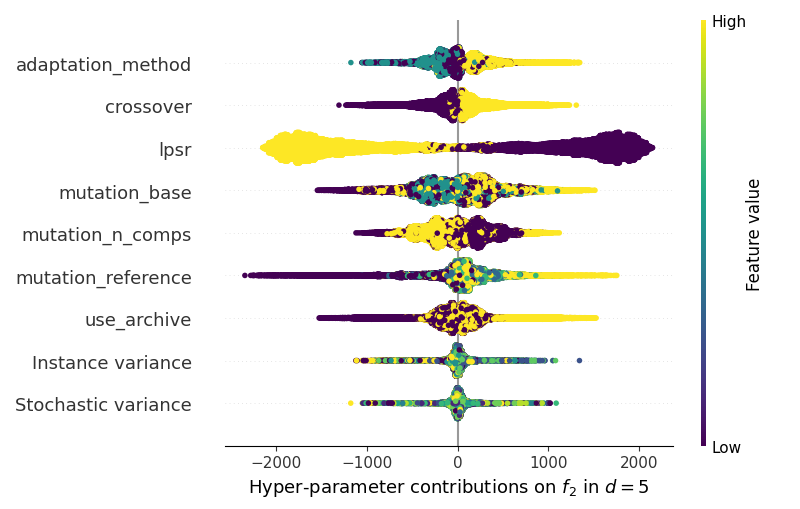 High
adaptation_method
crossover
lpsr
mutation_base
mutation_n_comps
mutation_reference
use_archive
Instance variance
Stochastic variance
Feature value
Low
−2000 −1000 0 1000 2000
Hyper-parameter contributions on f₂ in d = 5